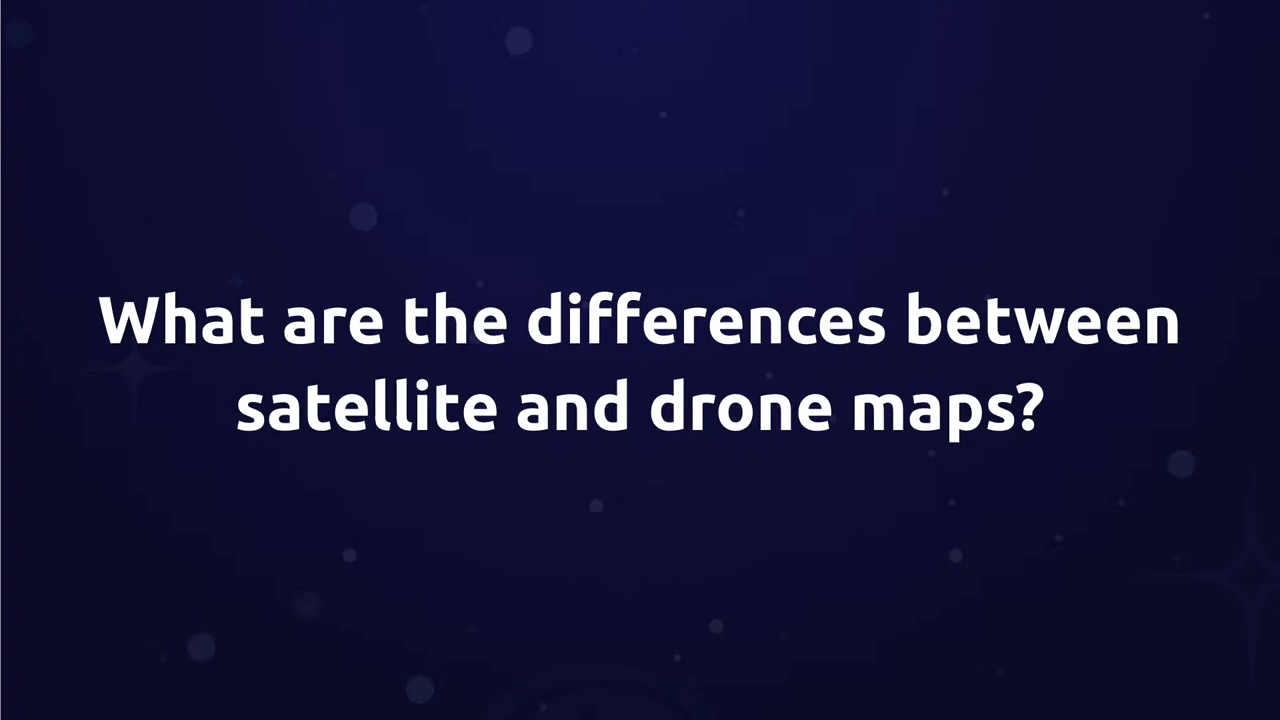 What are the differences between
satellite and drone maps?